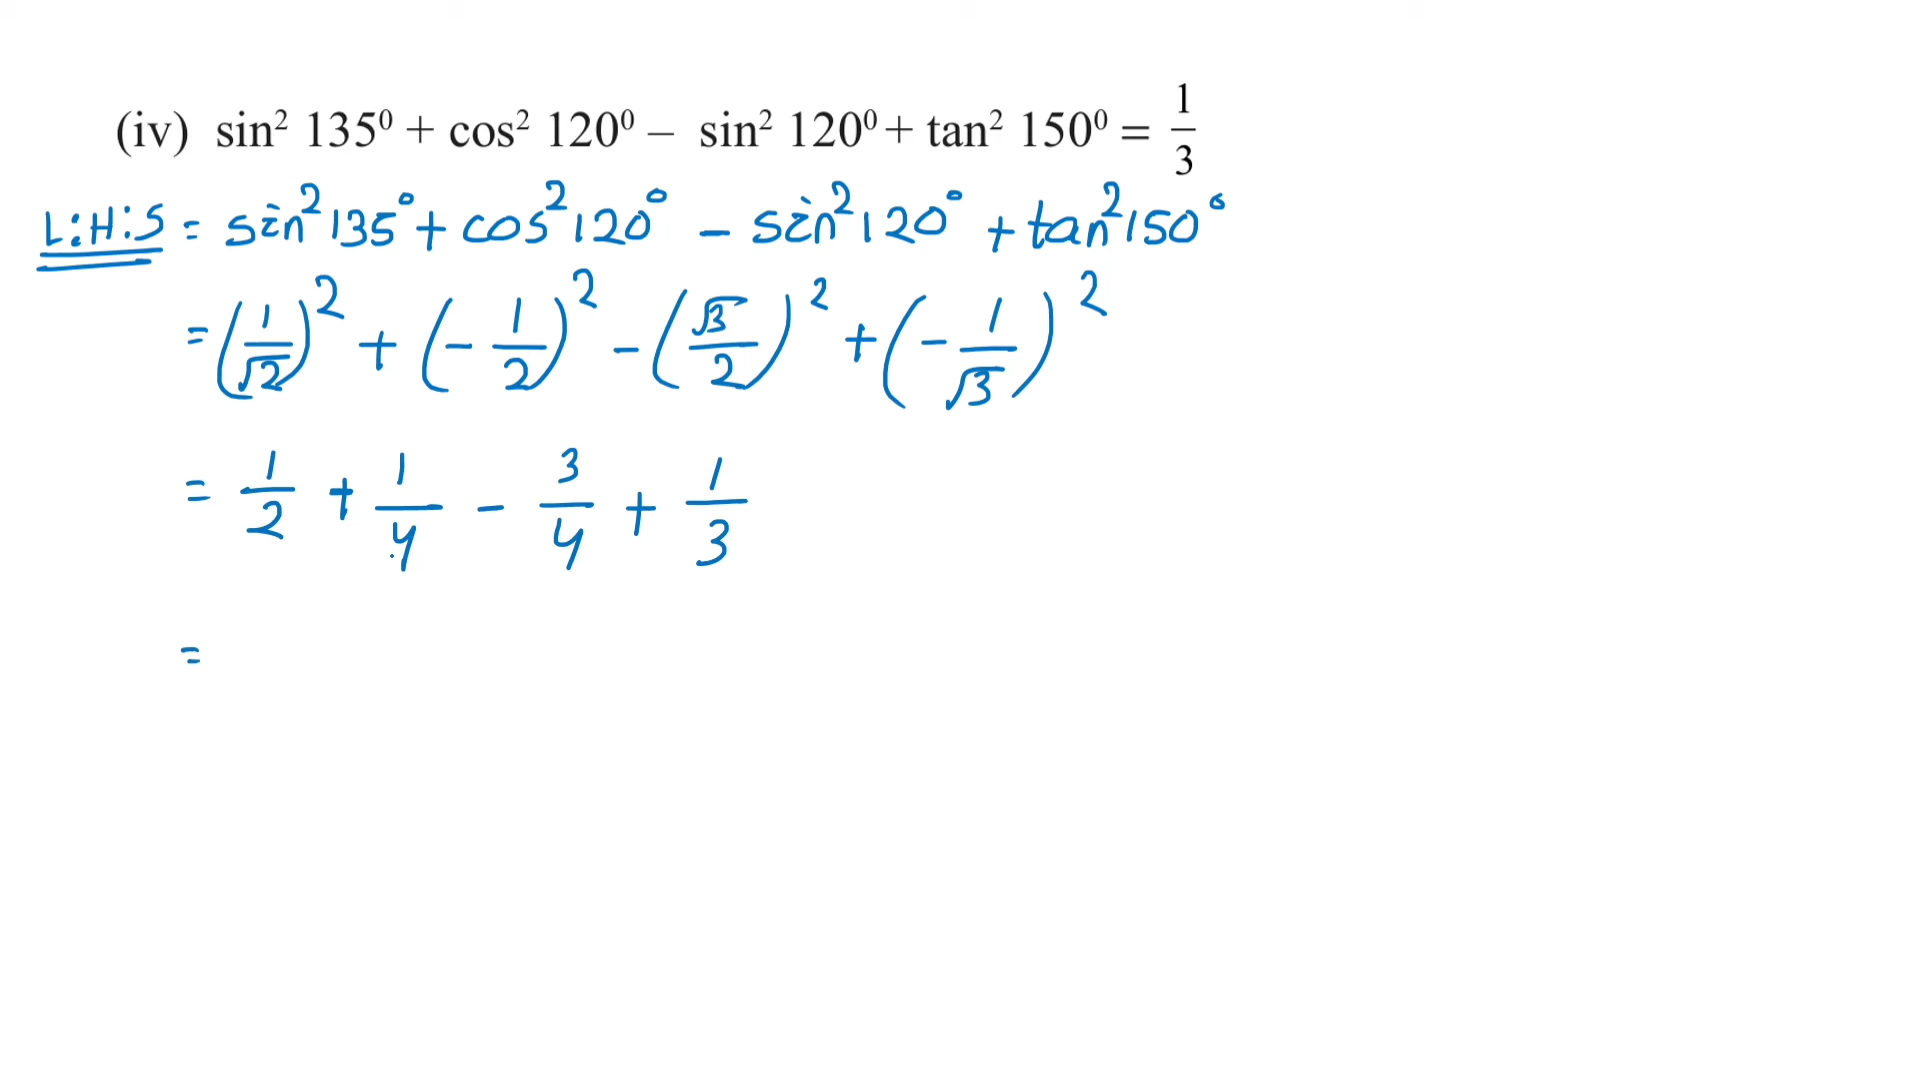 (iv) sin² 135⁰ + cos² 120⁰ – sin² 120⁰ + tan² 150⁰ = 1/3
L:H:S = sin²135° + cos²120° - sin²120° + tan²150°
= (1/√2)² + (-1/2)² - (√3/2)² + (-1/√3)²
= 1/2 + 1/4 - 3/4 + 1/3
=